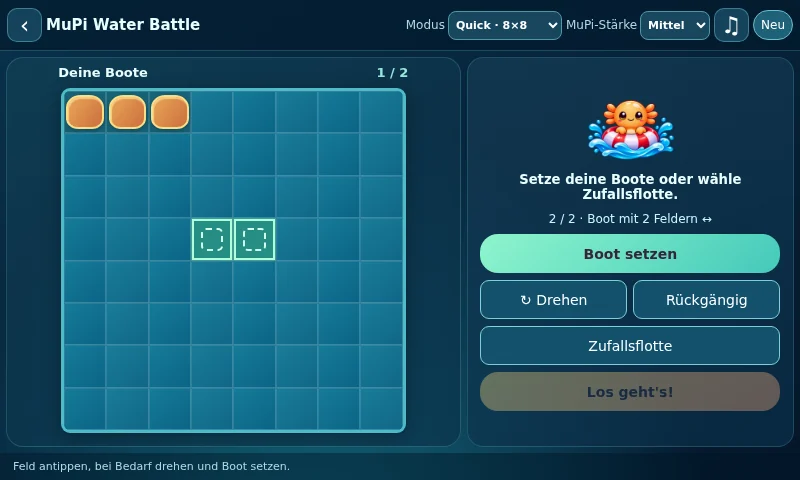 ‹ MuPi Water Battle
Modus Quick · 8×8 MuPi-Stärke Mittel ♫ Neu
Deine Boote 1 / 2
Setze deine Boote oder wähle
Zufallsflotte.
2 / 2 · Boot mit 2 Feldern ↔
Boot setzen
↻ Drehen Rückgängig
Zufallsflotte
Los geht's!
Feld antippen, bei Bedarf drehen und Boot setzen.